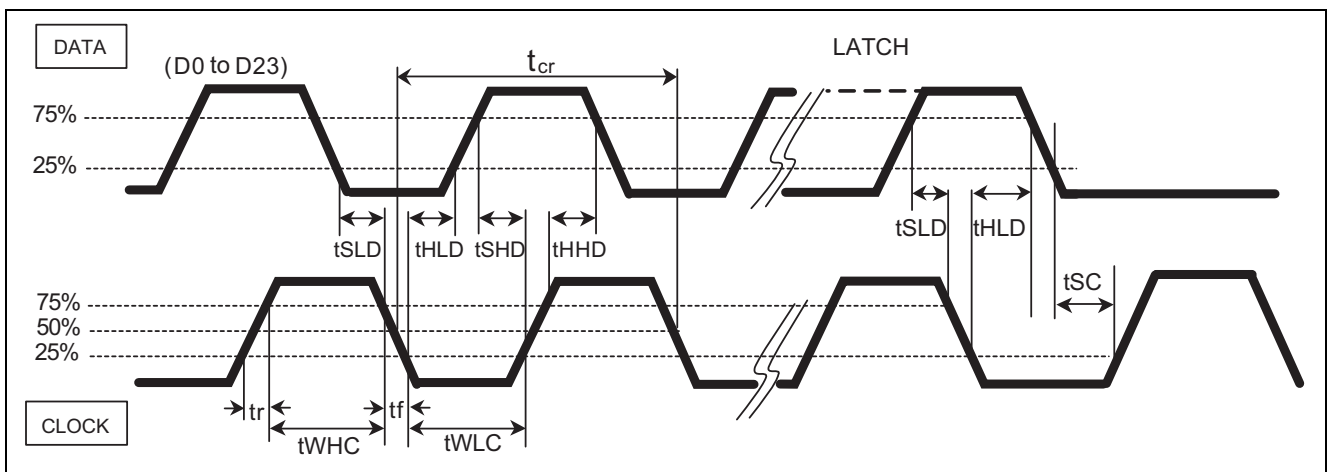 DATA
LATCH
(D0 to D23)
tcr
75%
25%
tSLD
tHLD
tSHD
tHHD
tSLD
tHLD
tSC
75%
50%
25%
tr
tf
tWHC
tWLC
CLOCK